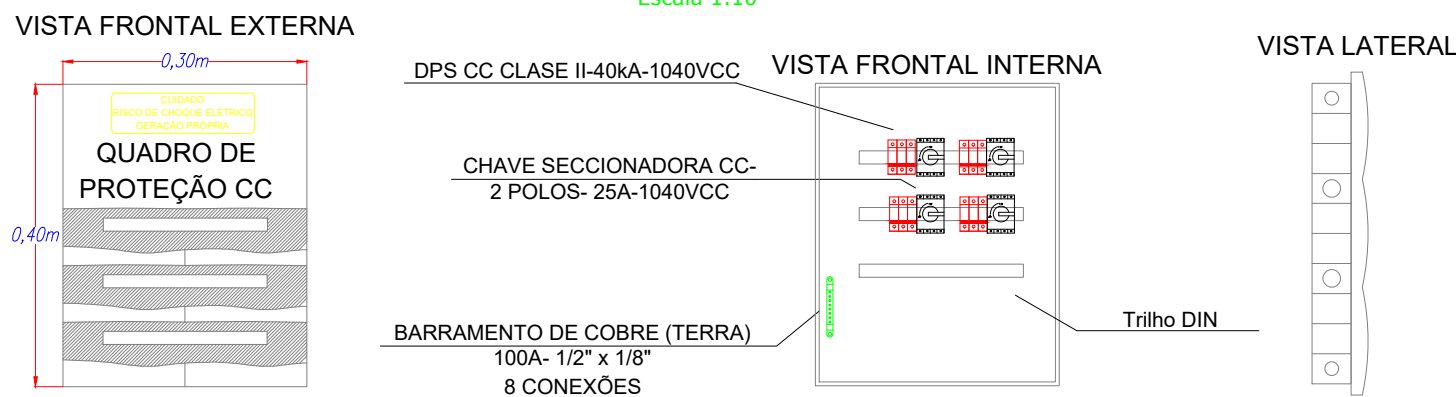 Escala 1:10
VISTA FRONTAL EXTERNA
0,30m
CUIDADO
RISCO DE CHOQUE ELÉTRICO
GERAÇÃO PRÓPRIA
QUADRO DE
PROTEÇÃO CC
0,40m
DPS CC CLASE II-40kA-1040VCC
VISTA FRONTAL INTERNA
CHAVE SECCIONADORA CC-
2 POLOS- 25A-1040VCC
BARRAMENTO DE COBRE (TERRA)
100A- 1/2" x 1/8"
8 CONEXÕES
Trilho DIN
VISTA LATERAL